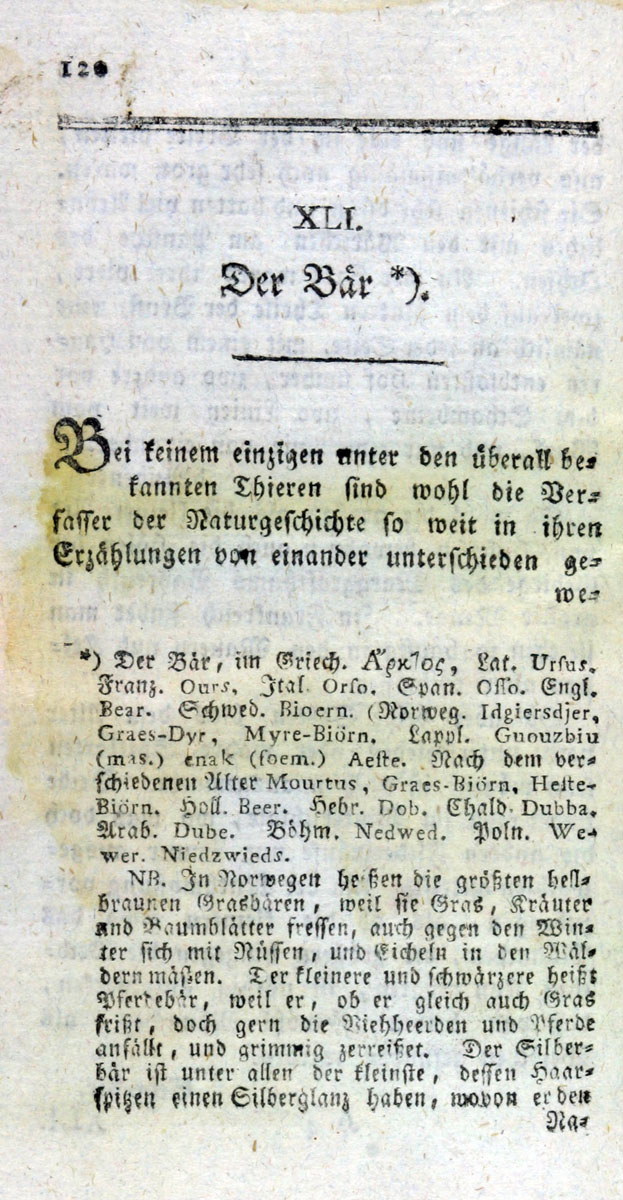 120
XLI.
Der Bär *).
Bei keinem einzigen unter den überall be-
kannten Thieren sind wohl die Ver-
fasser der Naturgeschichte so weit in ihren
Erzählungen von einander unterschieden ge-
we-
*) Der Bär, im Griech. Ἄρκτος, Lat. Ursus.
Franz. Ours. Ital. Orso. Span. Osso. Engl.
Bear. Schwed. Bioern. (Norweg. Idgiersdjer,
Graes-Dyr, Myre-Biörn. Lappl. Guouzbiu
(mas.) enak (foem.) Aeste. Nach dem ver-
schiedenen Alter Mourtus, Graes-Biörn, Heste-
Biörn. Holl. Beer. Hebr. Dob. Chald Dubba.
Arab. Dube. Böhm. Nedwed. Poln. We-
wer. Niedzwieds.
NB. In Norwegen heißen die größten hell-
braunen Grasbären, weil sie Gras, Kräuter
und Baumblätter fressen, auch gegen den Win-
ter sich mit Nüssen, und Eicheln in den Wäl-
dern mäßen. Der kleinere und schwärzere heißt
Pferdebär, weil er, ob er gleich auch Gras
frißt, doch gern die Viehheerden und Pferde
anfällt, und grimmig zerreißet. Der Silber-
bär ist unter allen der kleinste, dessen Haar-
spitzen einen Silberglanz haben, wovon er den
Na-